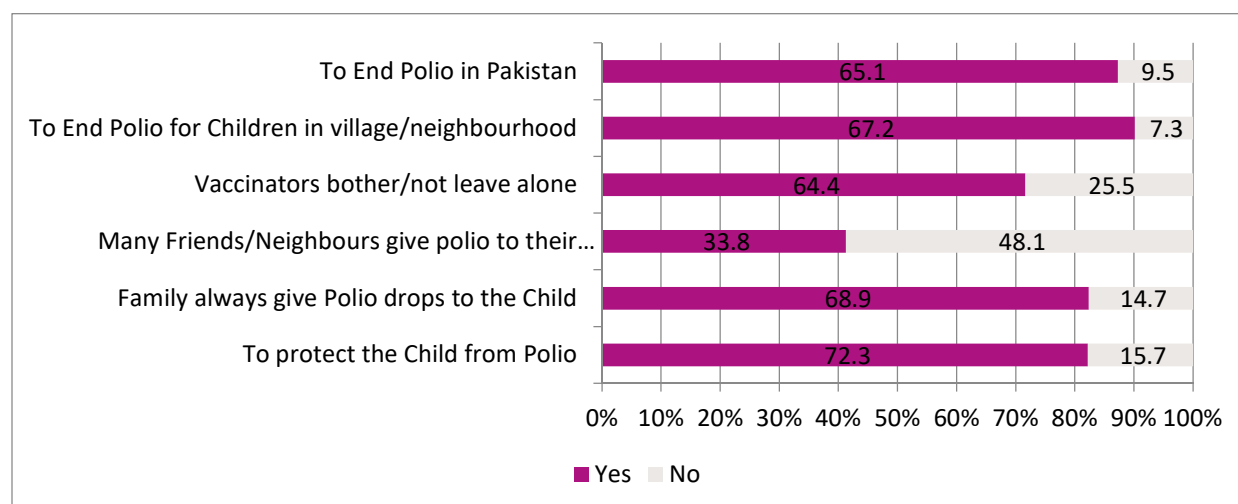 To End Polio in Pakistan 65.1 9.5
To End Polio for Children in village/neighbourhood 67.2 7.3
Vaccinators bother/not leave alone 64.4 25.5
Many Friends/Neighbours give polio to their... 33.8 48.1
Family always give Polio drops to the Child 68.9 14.7
To protect the Child from Polio 72.3 15.7
0% 10% 20% 30% 40% 50% 60% 70% 80% 90% 100%
Yes No